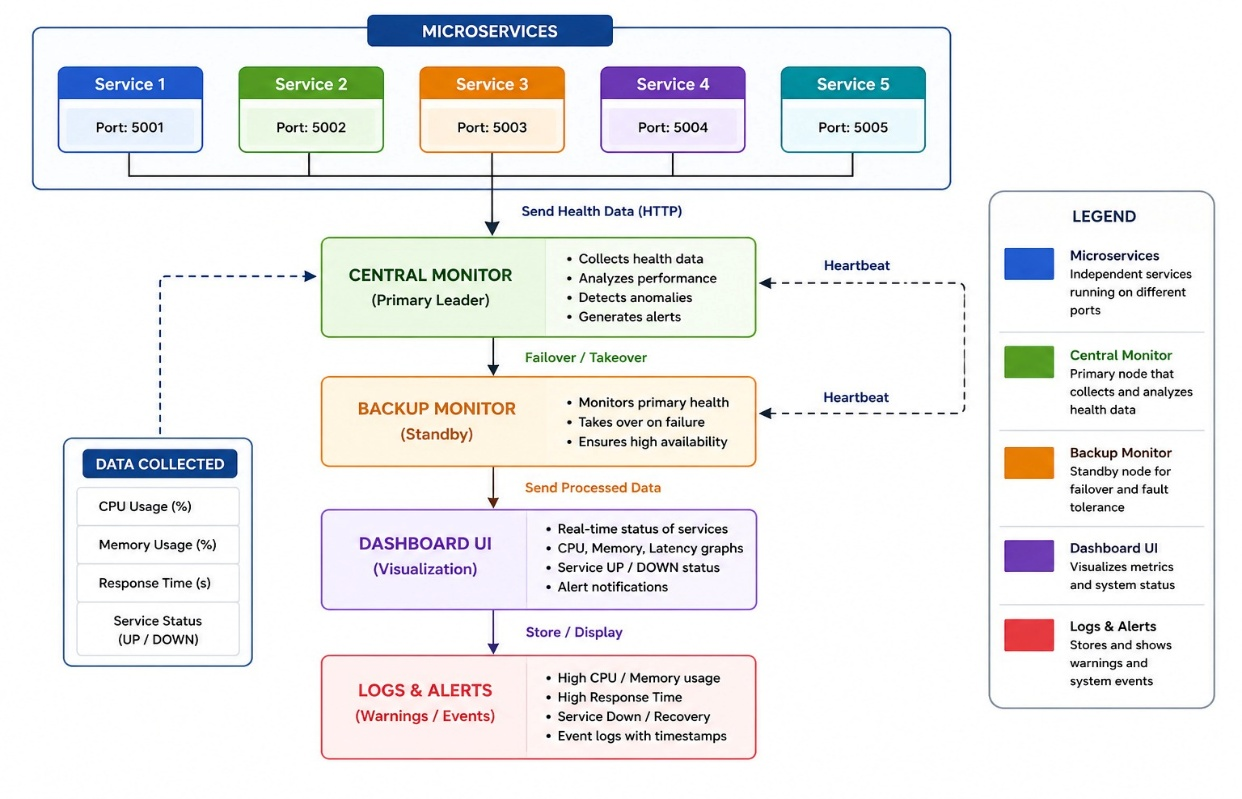 MICROSERVICES
Service 1
Service 2
Service 3
Service 4
Service 5
Port: 5001
Port: 5002
Port: 5003
Port: 5004
Port: 5005
Send Health Data (HTTP)
CENTRAL MONITOR
(Primary Leader)
• Collects health data
• Analyzes performance
• Detects anomalies
• Generates alerts
Heartbeat
Failover / Takeover
BACKUP MONITOR
(Standby)
• Monitors primary health
• Takes over on failure
• Ensures high availability
Heartbeat
Send Processed Data
DATA COLLECTED
CPU Usage (%)
Memory Usage (%)
Response Time (s)
Service Status
(UP / DOWN)
DASHBOARD UI
(Visualization)
• Real-time status of services
• CPU, Memory, Latency graphs
• Service UP / DOWN status
• Alert notifications
Store / Display
LOGS & ALERTS
(Warnings / Events)
• High CPU / Memory usage
• High Response Time
• Service Down / Recovery
• Event logs with timestamps
LEGEND
Microservices
Independent services
running on different
ports
Central Monitor
Primary node that
collects and analyzes
health data
Backup Monitor
Standby node for
failover and fault
tolerance
Dashboard UI
Visualizes metrics
and system status
Logs & Alerts
Stores and shows
warnings and
system events